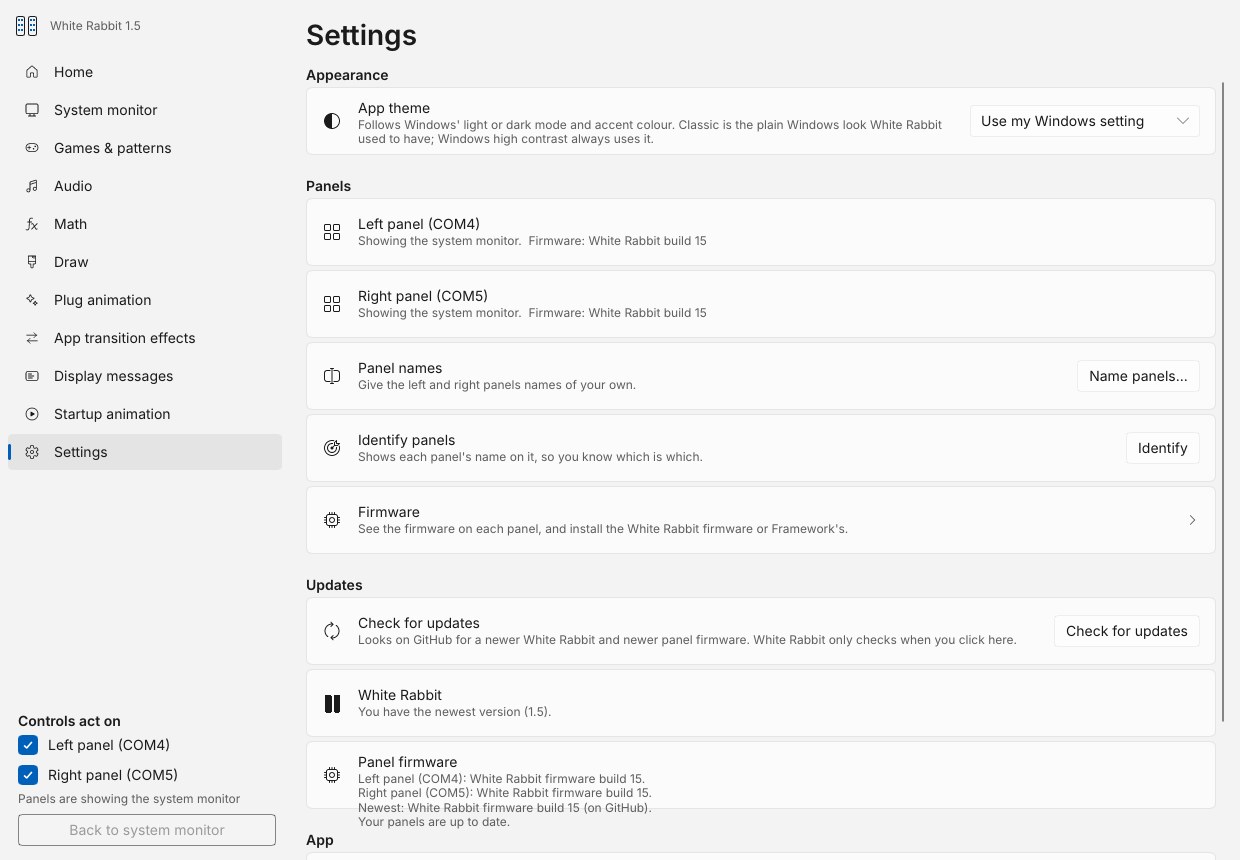 White Rabbit 1.5
Home
System monitor
Games & patterns
Audio
Math
Draw
Plug animation
App transition effects
Display messages
Startup animation
Settings
Controls act on
Left panel (COM4)
Right panel (COM5)
Panels are showing the system monitor
Back to system monitor
Settings
Appearance
App theme
Follows Windows' light or dark mode and accent colour. Classic is the plain Windows look White Rabbit
used to have; Windows high contrast always uses it.
Use my Windows setting
Panels
Left panel (COM4)
Showing the system monitor.  Firmware: White Rabbit build 15
Right panel (COM5)
Showing the system monitor.  Firmware: White Rabbit build 15
Panel names
Give the left and right panels names of your own.
Name panels...
Identify panels
Shows each panel's name on it, so you know which is which.
Identify
Firmware
See the firmware on each panel, and install the White Rabbit firmware or Framework's.
Updates
Check for updates
Looks on GitHub for a newer White Rabbit and newer panel firmware. White Rabbit only checks when you click here.
Check for updates
White Rabbit
You have the newest version (1.5).
Panel firmware
Left panel (COM4): White Rabbit firmware build 15.
Right panel (COM5): White Rabbit firmware build 15.
Newest: White Rabbit firmware build 15 (on GitHub).
Your panels are up to date.
App